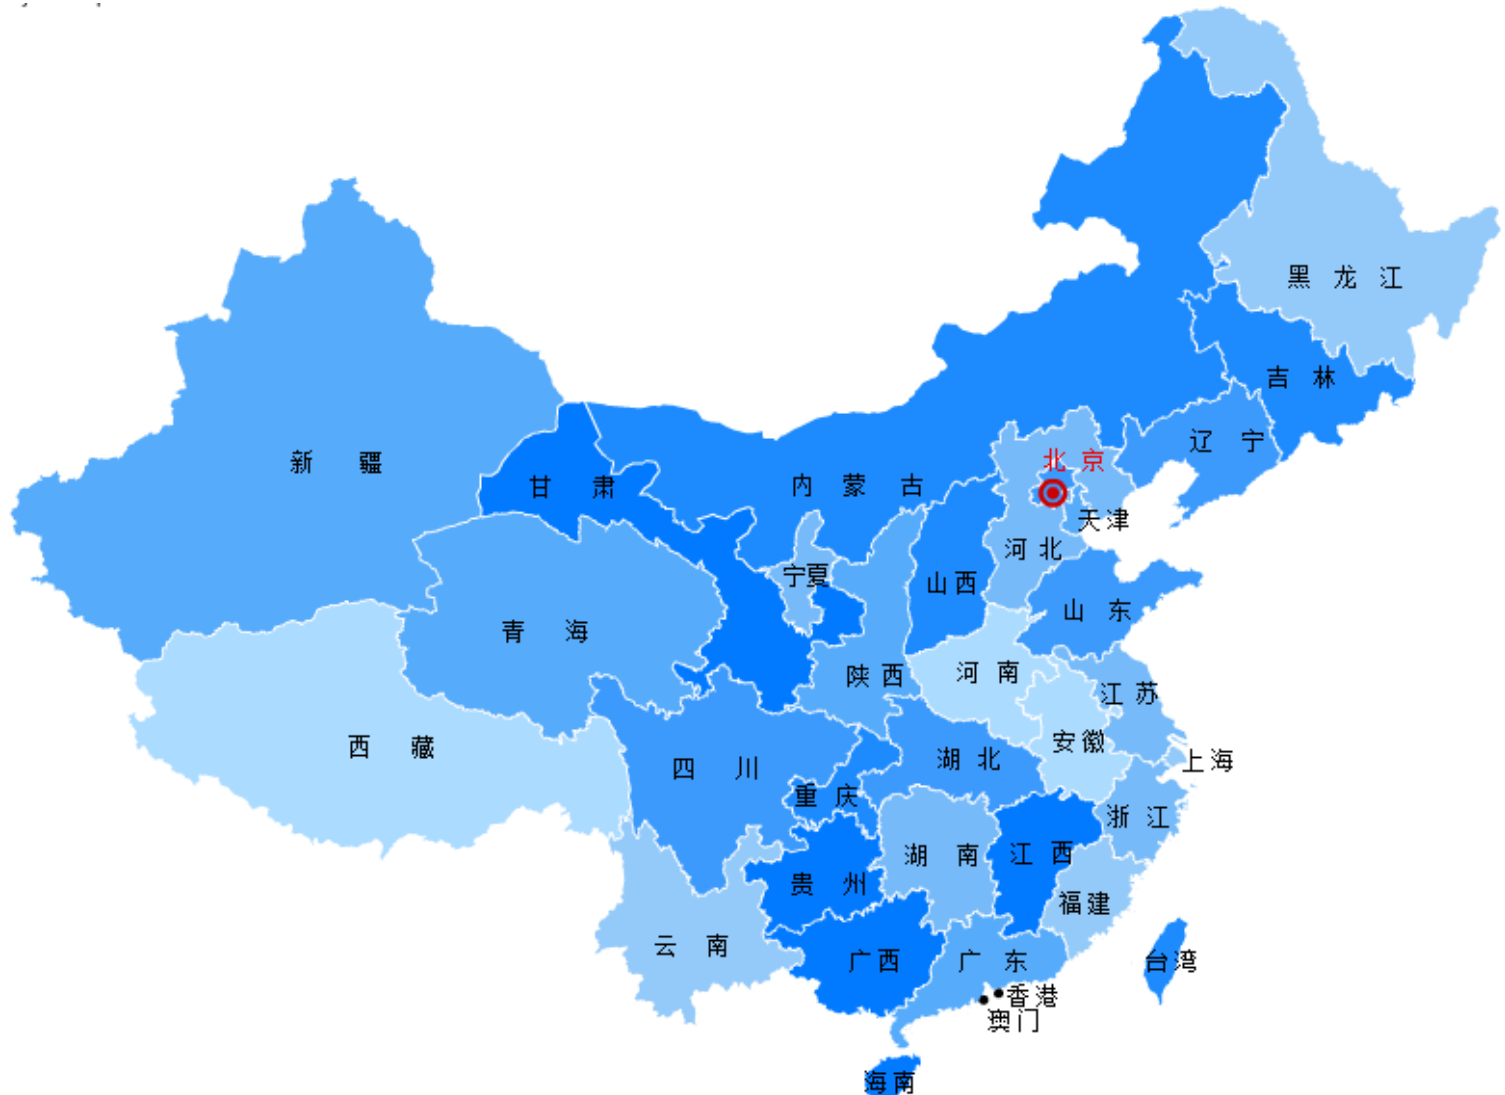 黑龙江
吉林
辽宁
北京
新疆
甘肃
内蒙古
天津
河北
宁夏
山西
山东
青海
陕西
河南
江苏
西藏
安徽
上海
四川
湖北
重庆
浙江
湖南
江西
贵州
福建
云南
广西
广东
台湾
香港
澳门
海南